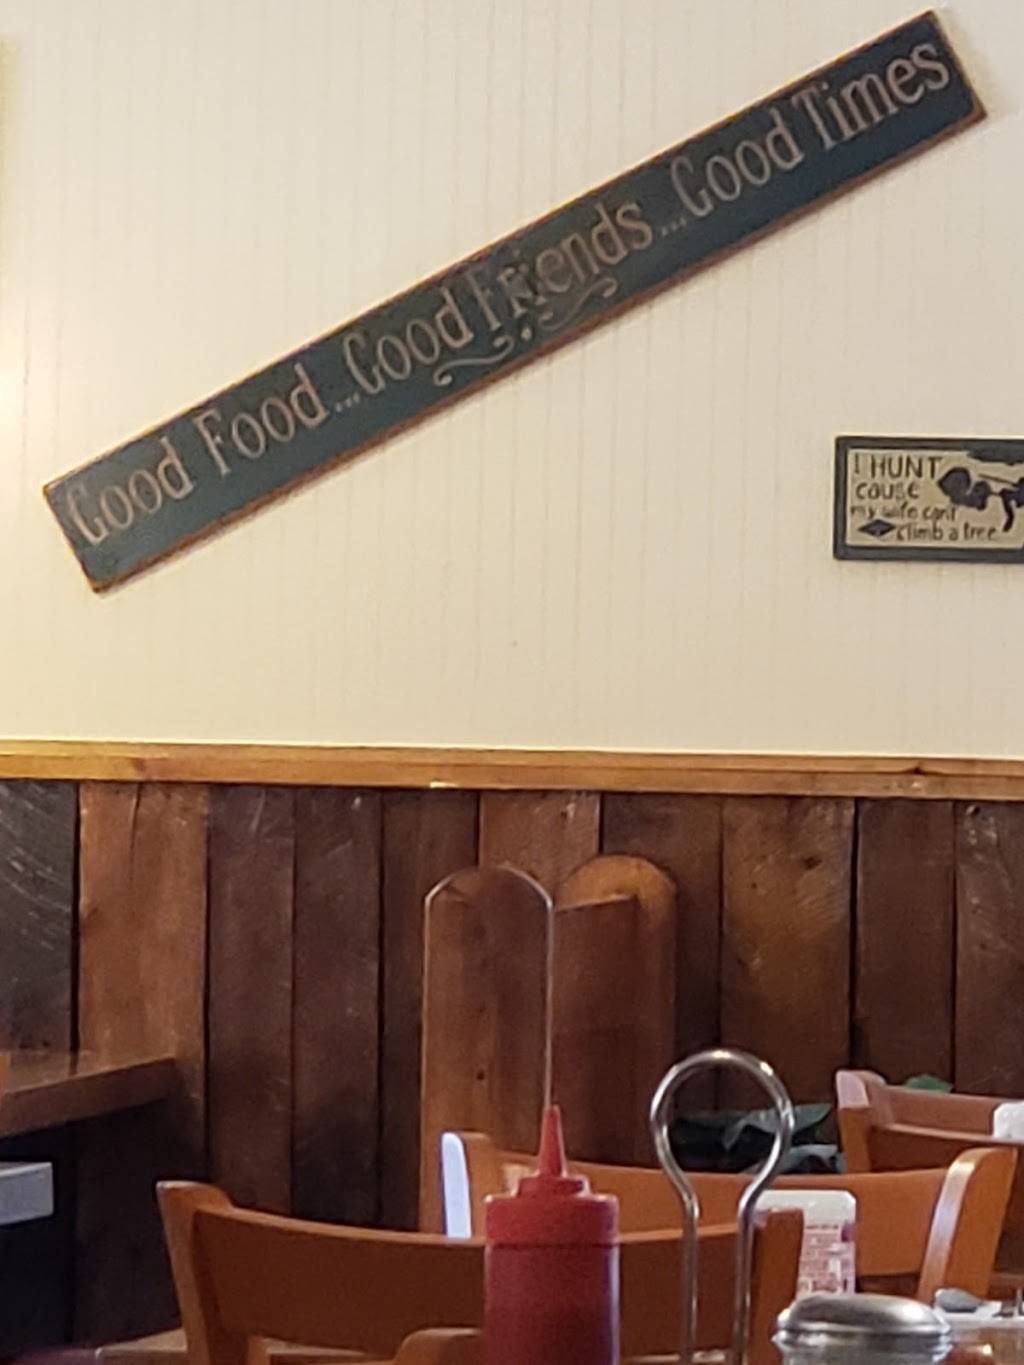 Good Food...Good Friends...Good Times
I HUNT
cause
my wife can't
climb a tree